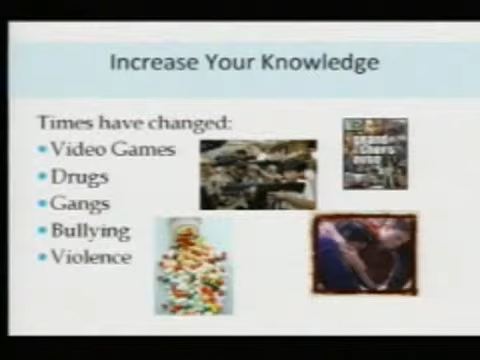 Increase Your Knowledge
Times have changed:
Video Games
Drugs
Gangs
Bullying
Violence